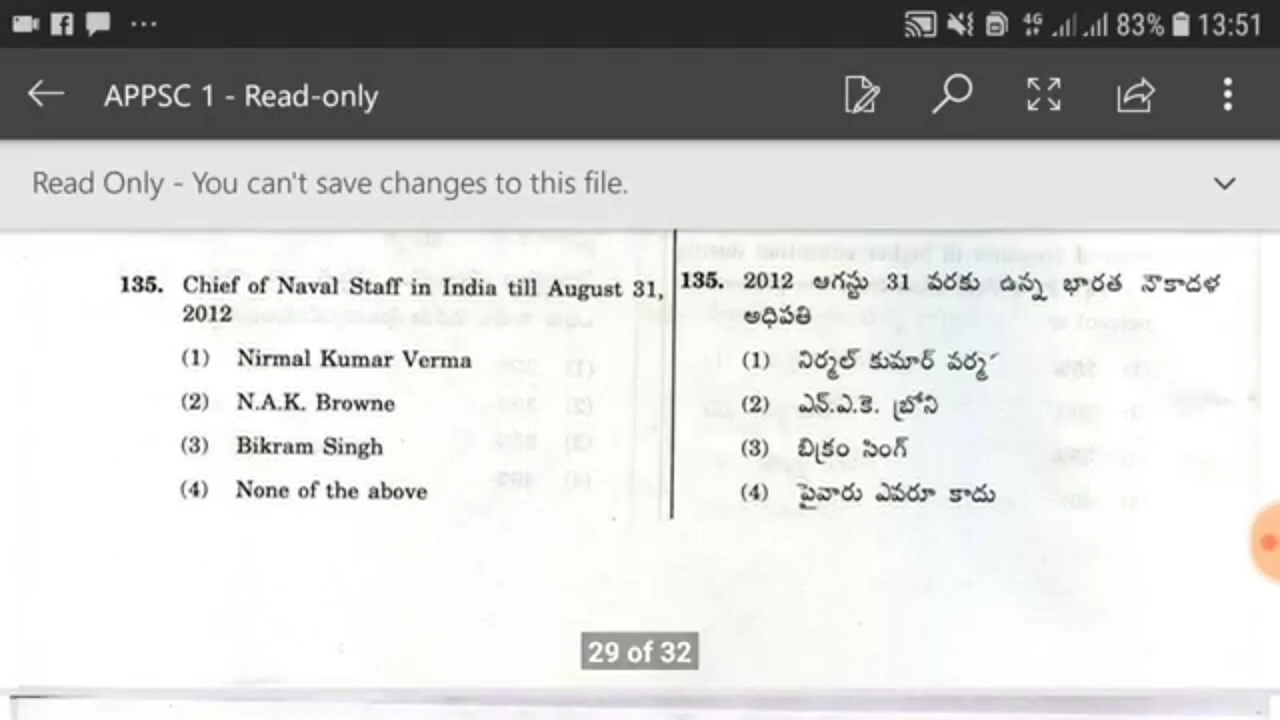 4G 83% 13:51
APPSC 1 - Read-only
Read Only - You can't save changes to this file.
135. Chief of Naval Staff in India till August 31,
2012
(1) Nirmal Kumar Verma
(2) N.A.K. Browne
(3) Bikram Singh
(4) None of the above
135. 2012 ఆగస్టు 31 వరకు ఉన్న భారత నౌకాదళ
అధిపతి
(1) నిర్మల్ కుమార్ వర్మ
(2) ఎన్.ఎ.కె. బ్రౌని
(3) బిక్రం సింగ్
(4) పైవారు ఎవరూ కాదు
29 of 32